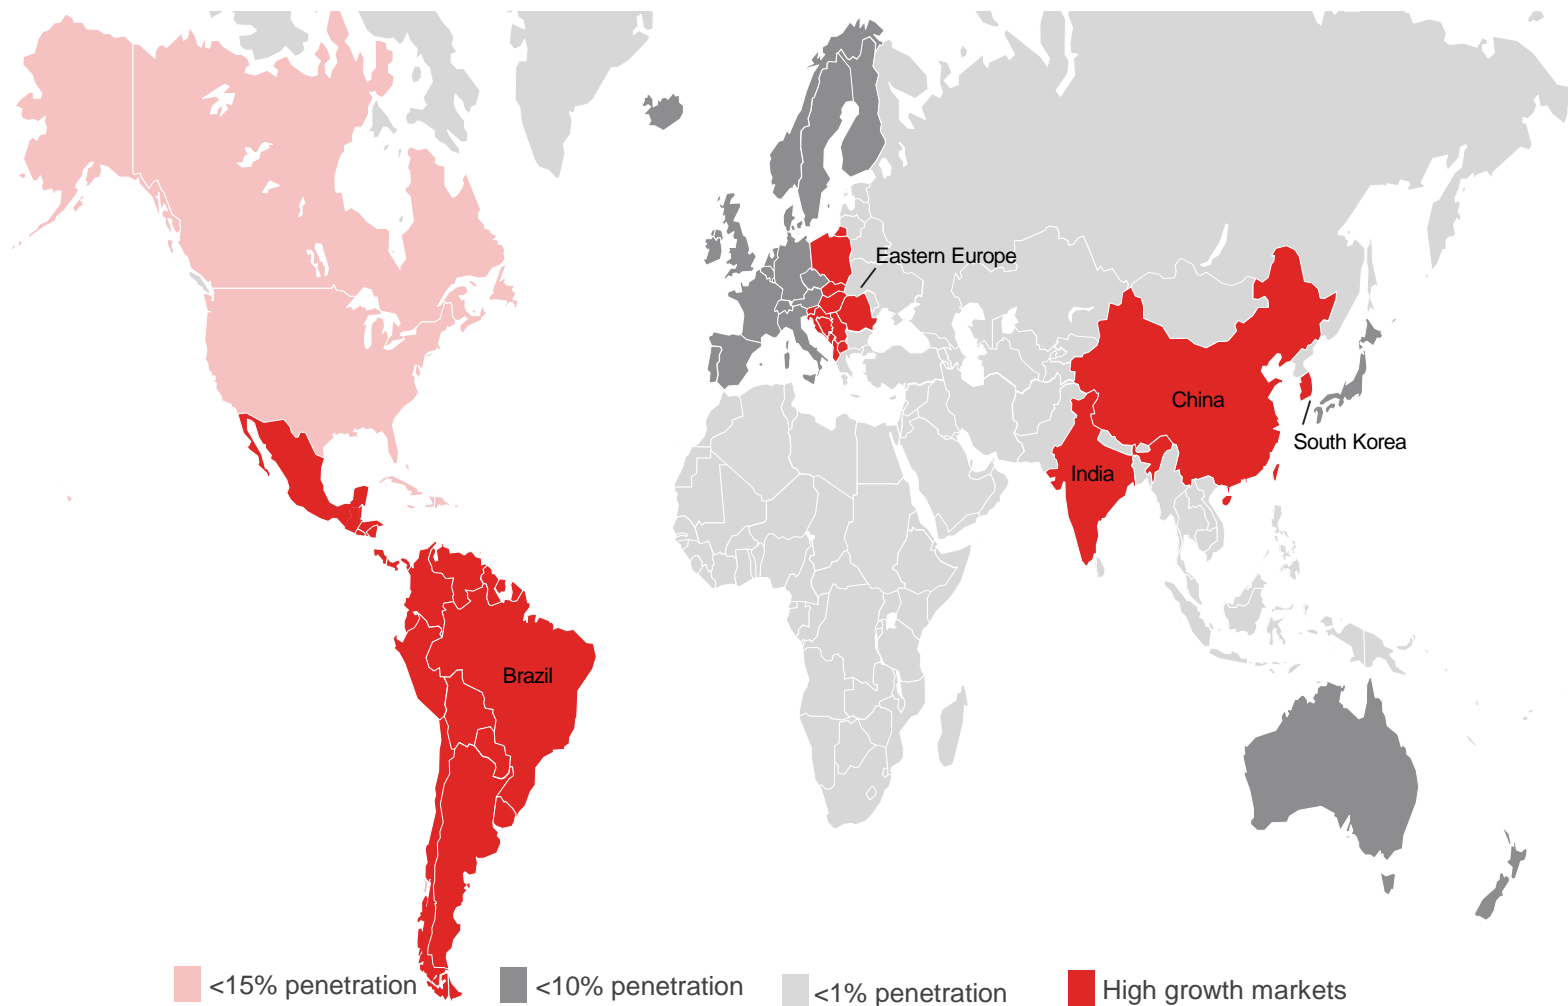 Eastern Europe
China
South Korea
India
Brazil
<15% penetration
<10% penetration
<1% penetration
High growth markets